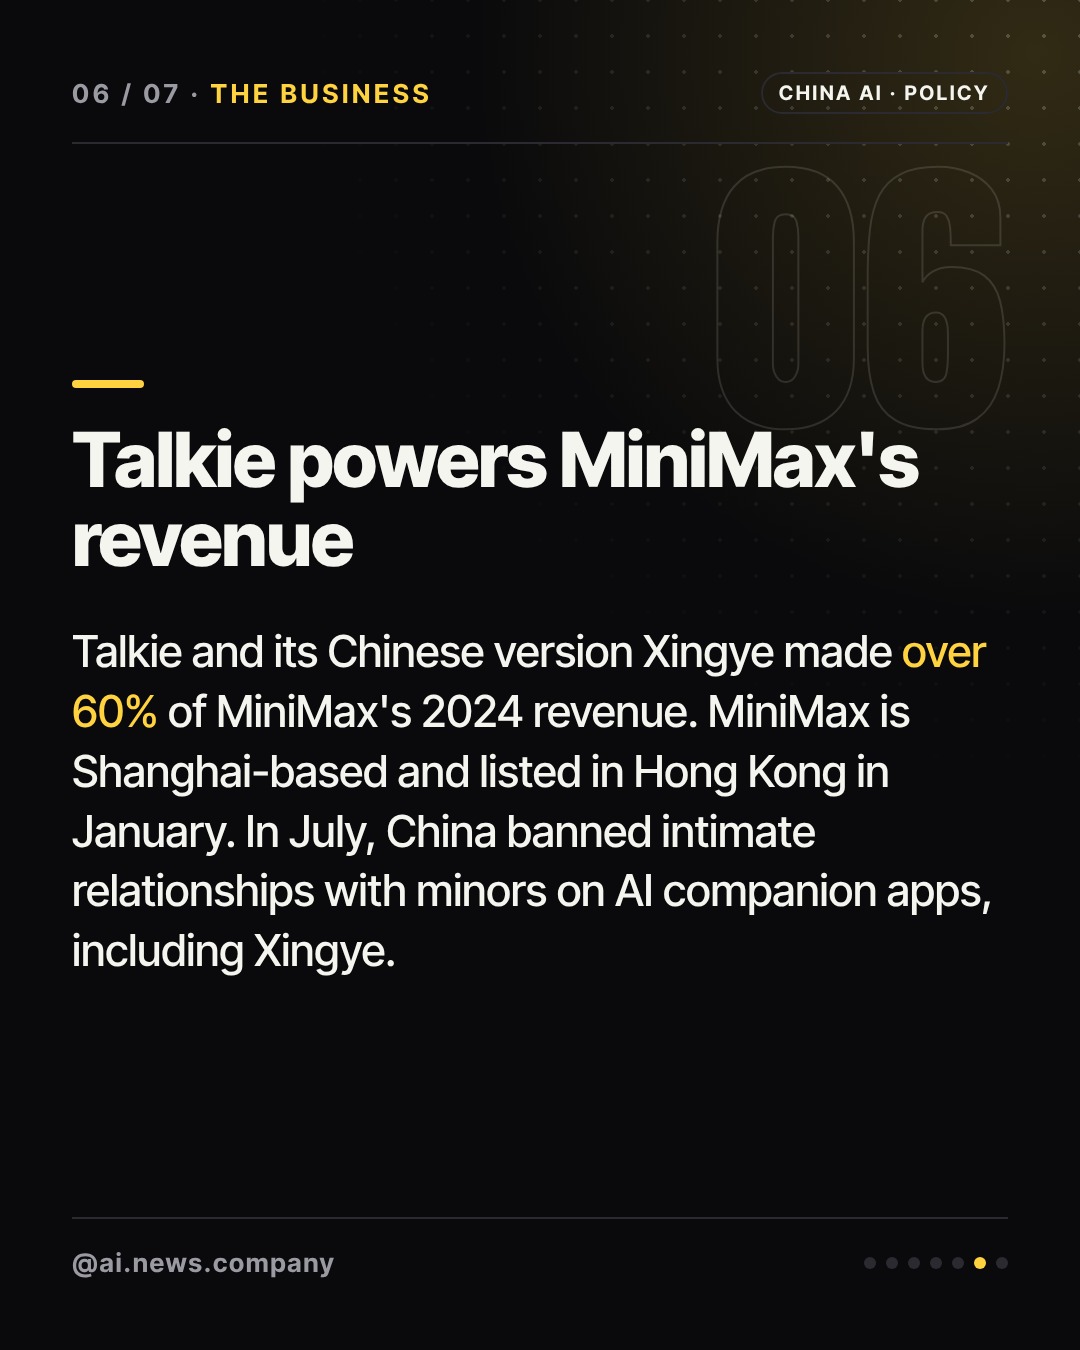 06 / 07 · THE BUSINESS
CHINA AI · POLICY
06
Talkie powers MiniMax's
revenue
Talkie and its Chinese version Xingye made over
60% of MiniMax's 2024 revenue. MiniMax is
Shanghai-based and listed in Hong Kong in
January. In July, China banned intimate
relationships with minors on AI companion apps,
including Xingye.
@ai.news.company